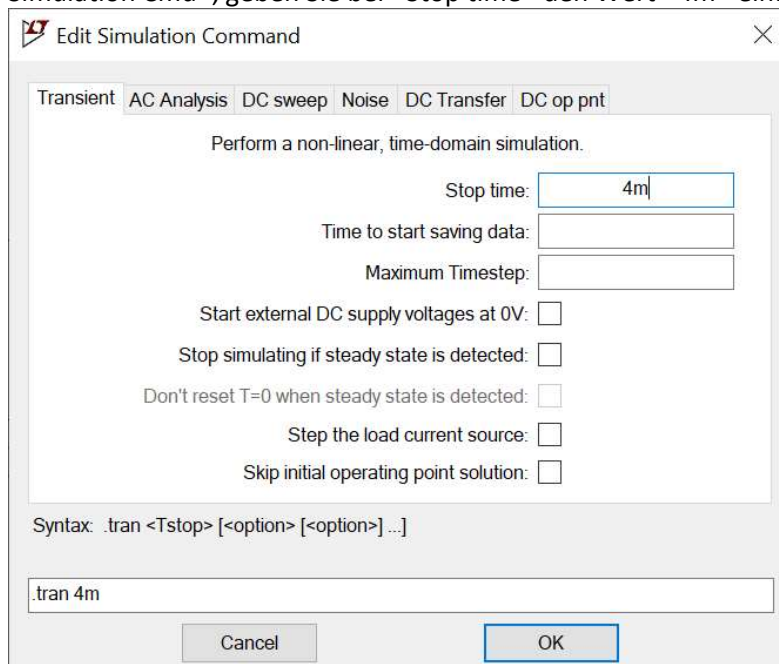 Simulation Cmd", geben Sie bei "Stop time" den Wert "4m" ein.
Edit Simulation Command
Transient AC Analysis DC sweep Noise DC Transfer DC op pnt
Perform a non-linear, time-domain simulation.
Stop time: 4m
Time to start saving data:
Maximum Timestep:
Start external DC supply voltages at 0V:
Stop simulating if steady state is detected:
Don't reset T=0 when steady state is detected:
Step the load current source:
Skip initial operating point solution:
Syntax: .tran <Tstop> [<option> [<option>] ...]
.tran 4m
Cancel OK